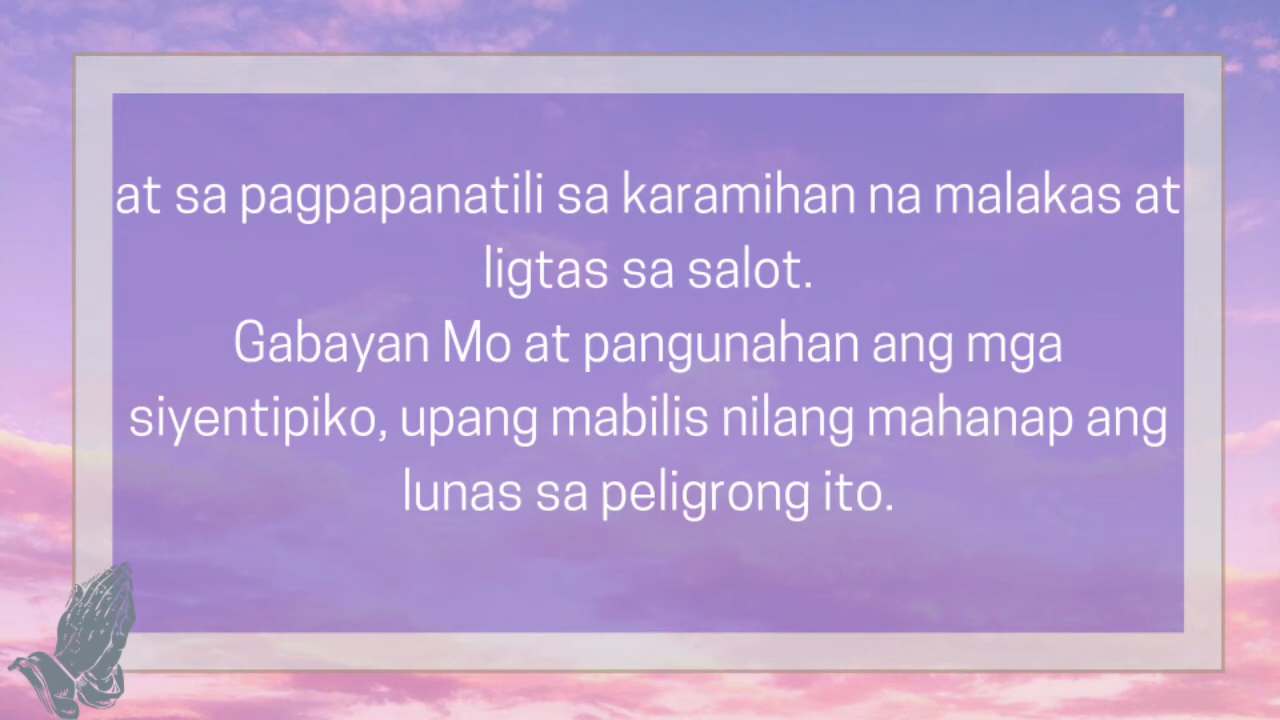 at sa pagpapanatili sa karamihan na malakas at
ligtas sa salot.
Gabayan Mo at pangunahan ang mga
siyentipiko, upang mabilis nilang mahanap ang
lunas sa peligrong ito.